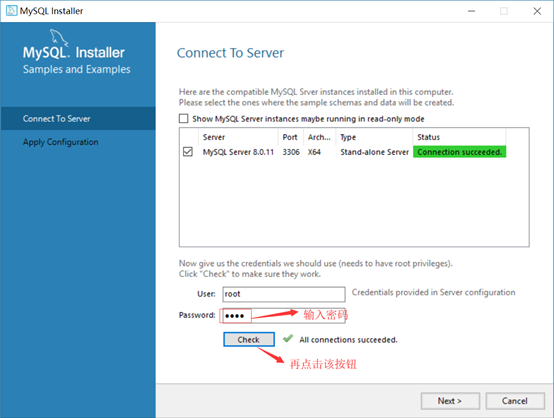 MySQL Installer
MySQL. Installer
Samples and Examples
Connect To Server
Apply Configuration
Connect To Server
Here are the compatible MySQL Srver instances installed in this computer.
Please select the ones where the sample schemas and data will be created.
Show MySQL Server instances maybe running in read-only mode
Server Port Arch... Type Status
MySQL Server 8.0.11 3306 X64 Stand-alone Server Connection succeeded.
Now give us the credentials we should use (needs to have root privileges).
Click "Check" to make sure they work.
User: root Credentials provided in Server configuration
Password: •••• 输入密码
Check All connections succeeded.
再点击该按钮
Next > Cancel